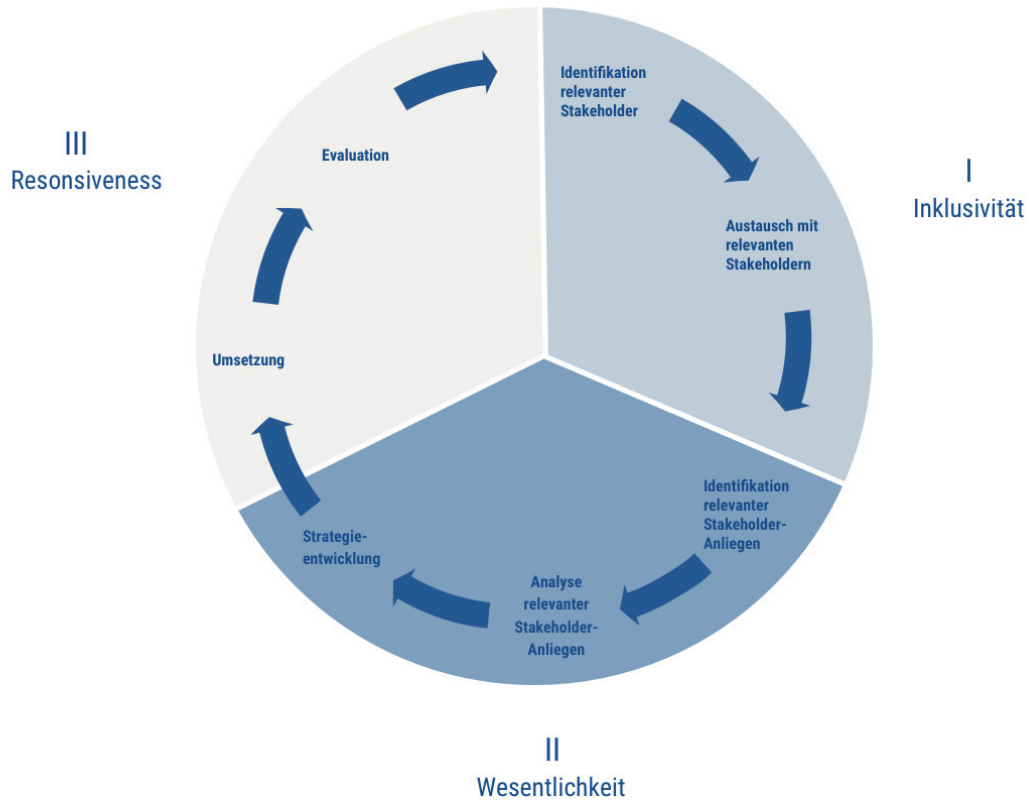 Identifikation
relevanter
Stakeholder
Austausch mit
relevanten
Stakeholdern
I
Inklusivität
Identifikation
relevanter
Stakeholder-
Anliegen
Analyse
relevanter
Stakeholder-
Anliegen
Strategie-
entwicklung
II
Wesentlichkeit
Umsetzung
Evaluation
III
Resonsiveness